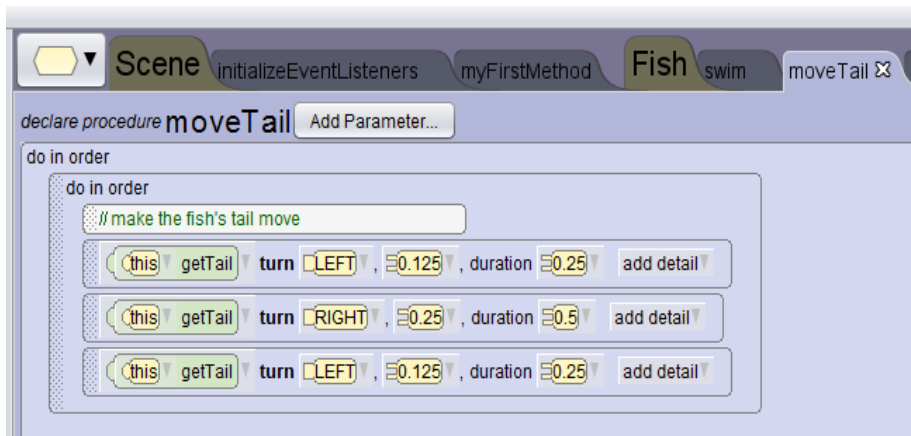 Scene initializeEventListeners myFirstMethod Fish swim moveTail
declare procedure moveTail Add Parameter...
do in order
do in order
// make the fish's tail move
this getTail turn LEFT , 0.125 , duration 0.25 add detail
this getTail turn RIGHT , 0.25 , duration 0.5 add detail
this getTail turn LEFT , 0.125 , duration 0.25 add detail